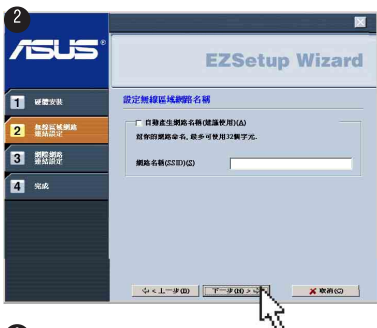 2
ASUS
EZSetup Wizard
1 硬體安裝
2 無線區域網路
連結設定
3 網際網路
連結設定
4 完成
設定無線區域網路名稱
自動產生網路名稱(建議使用)(A)
幫你的網路命名, 最多可使用32個字元.
網路名稱(SSID)(S)
<上一步(B)
下一步(N) >
取消(C)